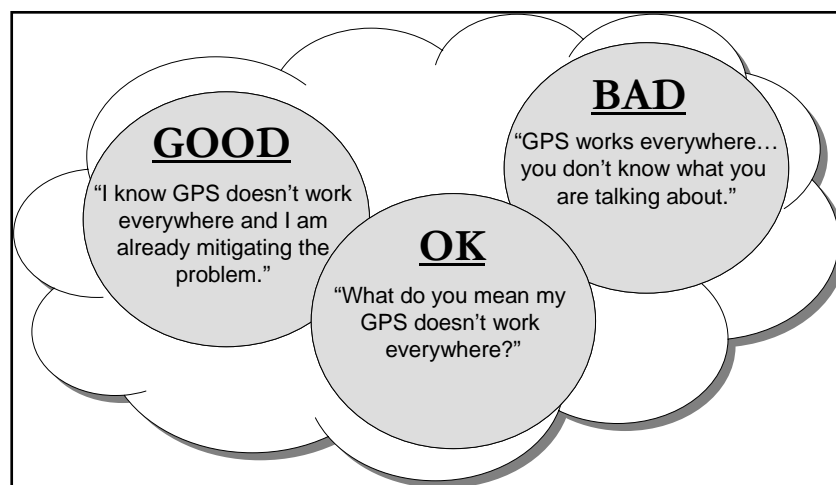 GOOD
“I know GPS doesn’t work
everywhere and I am
already mitigating the
problem.”
OK
“What do you mean my
GPS doesn’t work
everywhere?”
BAD
“GPS works everywhere…
you don’t know what you
are talking about.”